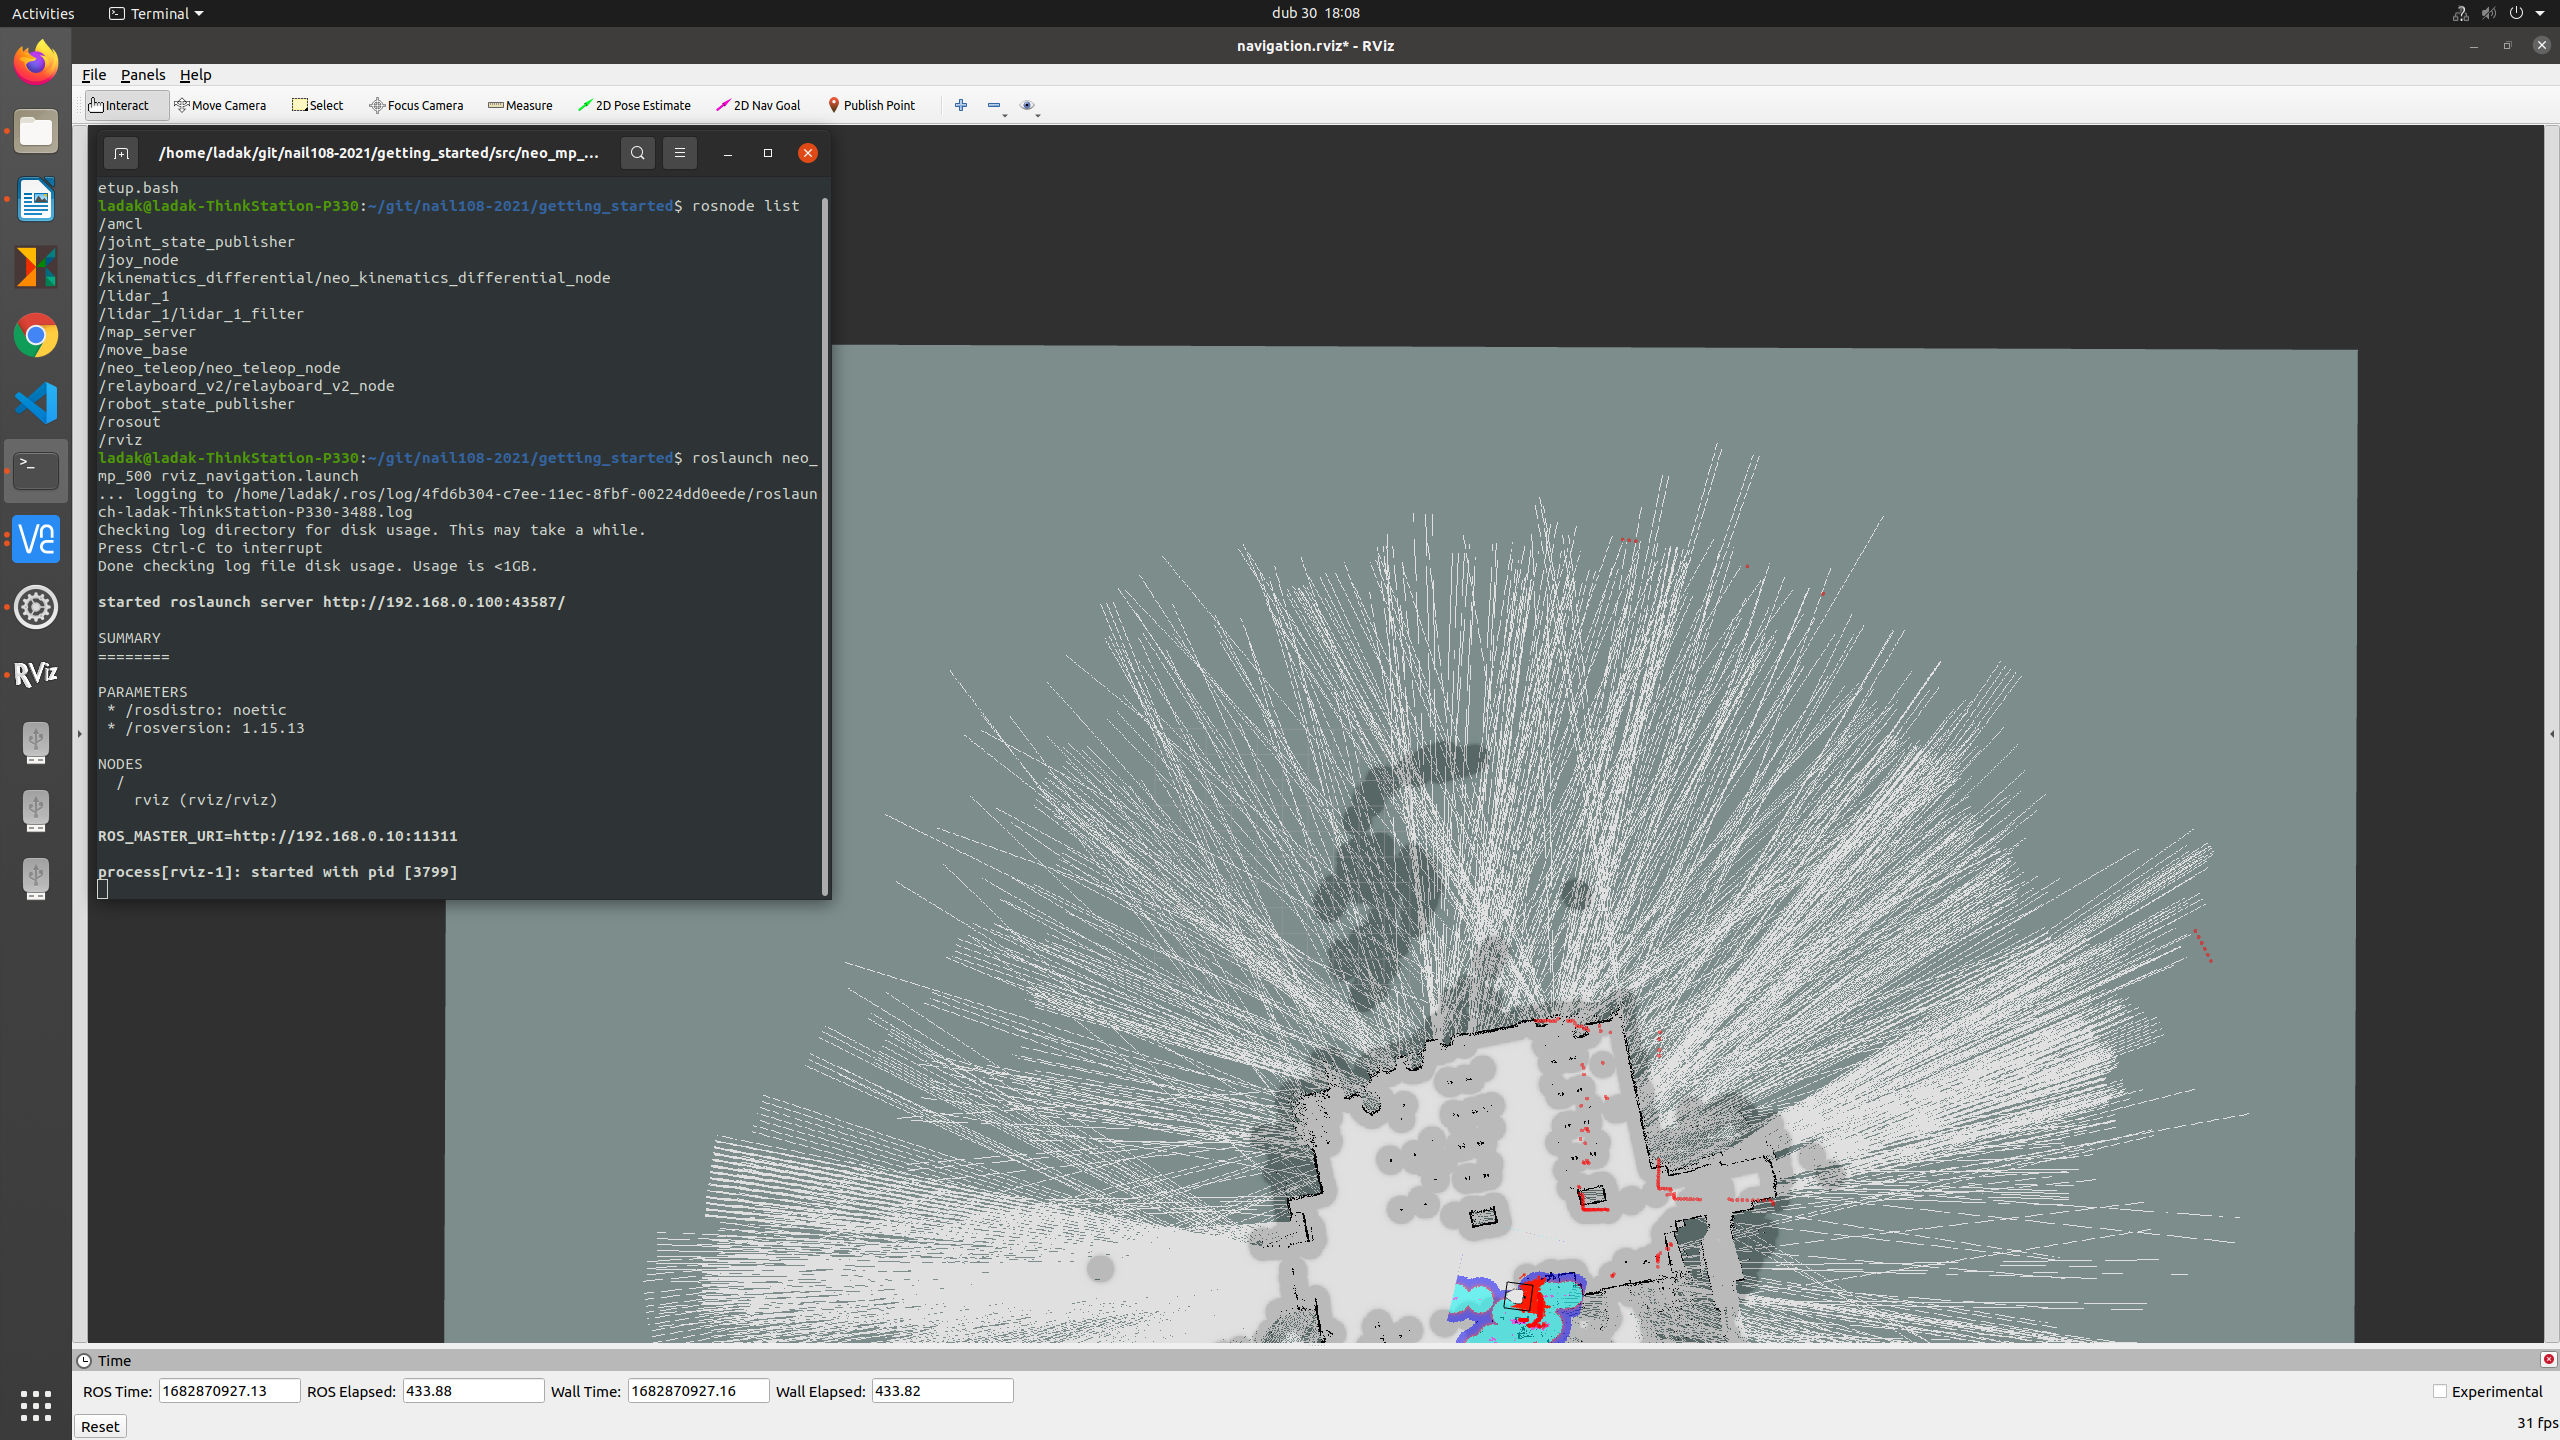 Activities
Terminal
dub 30 18:08
navigation.rviz* - RViz
File Panels Help
Interact Move Camera Select Focus Camera Measure 2D Pose Estimate 2D Nav Goal Publish Point
/home/ladak/git/nail108-2021/getting_started/src/neo_mp_...
etup.bash
ladak@ladak-ThinkStation-P330:~/git/nail108-2021/getting_started$ rosnode list
/amcl
/joint_state_publisher
/joy_node
/kinematics_differential/neo_kinematics_differential_node
/lidar_1
/lidar_1/lidar_1_filter
/map_server
/move_base
/neo_teleop/neo_teleop_node
/relayboard_v2/relayboard_v2_node
/robot_state_publisher
/rosout
/rviz
ladak@ladak-ThinkStation-P330:~/git/nail108-2021/getting_started$ roslaunch neo_
mp_500 rviz_navigation.launch
... logging to /home/ladak/.ros/log/4fd6b304-c7ee-11ec-8fbf-00224dd0eede/roslaun
ch-ladak-ThinkStation-P330-3488.log
Checking log directory for disk usage. This may take a while.
Press Ctrl-C to interrupt
Done checking log file disk usage. Usage is <1GB.
started roslaunch server http://192.168.0.100:43587/
SUMMARY
========
PARAMETERS
* /rosdistro: noetic
* /rosversion: 1.15.13
NODES
/
rviz (rviz/rviz)
ROS_MASTER_URI=http://192.168.0.10:11311
process[rviz-1]: started with pid [3799]
>_
VNC
RViz
Time
ROS Time: 1682870927.13 ROS Elapsed: 433.88 Wall Time: 1682870927.16 Wall Elapsed: 433.82
Experimental
Reset
31 fps